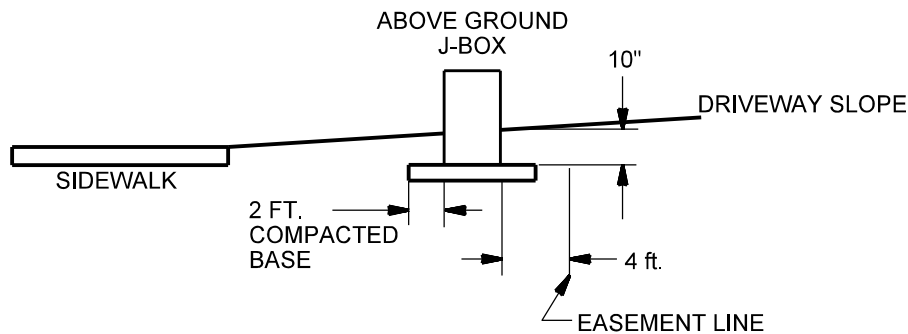 ABOVE GROUND
J-BOX
10"
DRIVEWAY SLOPE
SIDEWALK
2 FT.
COMPACTED
BASE
4 ft.
EASEMENT LINE